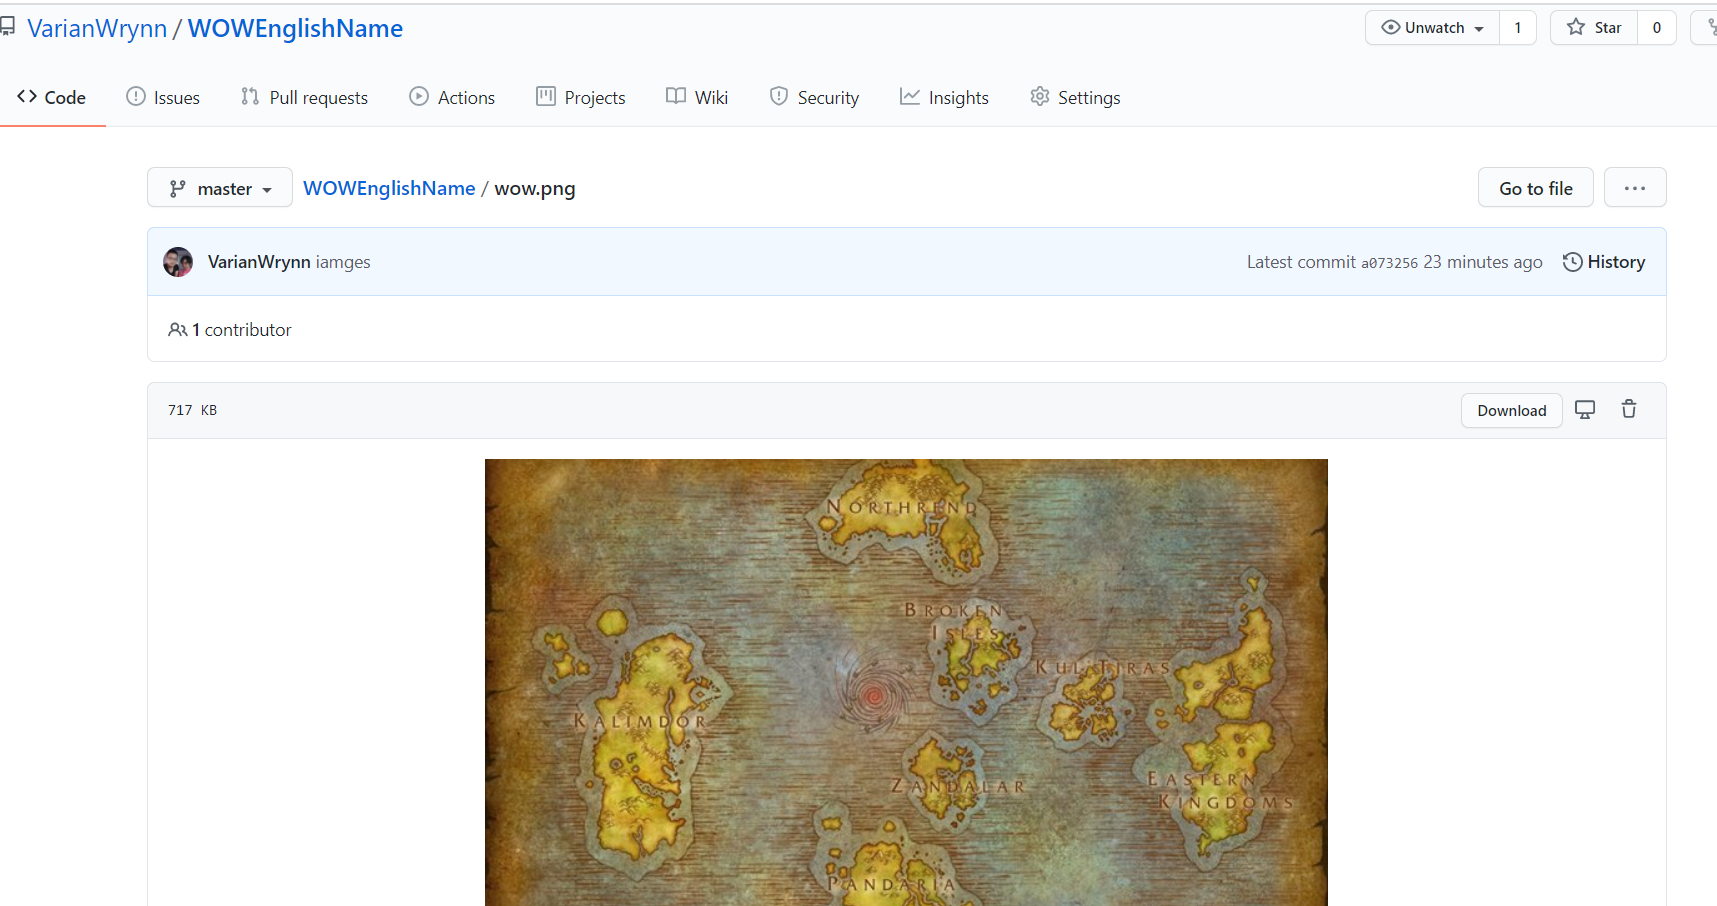 VarianWrynn / WOWEnglishName
Unwatch 1
Star 0
Code
Issues
Pull requests
Actions
Projects
Wiki
Security
Insights
Settings
master
WOWEnglishName / wow.png
Go to file
...
VarianWrynn iamges
Latest commit a073256 23 minutes ago
History
1 contributor
717 KB
Download
NORTHREND
BROKEN
ISLES
KUL TIRAS
KALIMDOR
ZANDALAR
EASTERN
KINGDOMS
PANDARIA